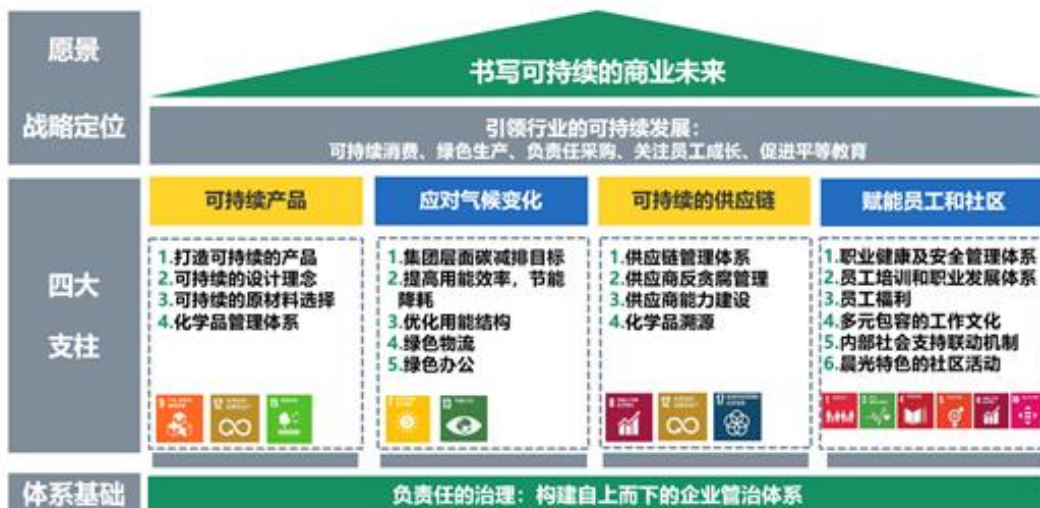 愿景
书写可持续的商业未来
战略定位
引领行业的可持续发展:
可持续消费、绿色生产、负责任采购、关注员工成长、促进平等教育
四大
支柱
可持续产品
1.打造可持续的产品
2.可持续的设计理念
3.可持续的原材料选择
4.化学品管理体系
9
12
15
应对气候变化
1.集团层面碳减排目标
2.提高用能效率，节能
降耗
3.优化用能结构
4.绿色物流
5.绿色办公
13
可持续的供应链
1.供应链管理体系
2.供应商反贪腐管理
3.供应商能力建设
4.化学品溯源
8
12
17
赋能员工和社区
1.职业健康及安全管理体系
2.员工培训和职业发展体系
3.员工福利
4.多元包容的工作文化
5.内部社会支持联动机制
6.晨光特色的社区活动
体系基础
负责任的治理：构建自上而下的企业管治体系